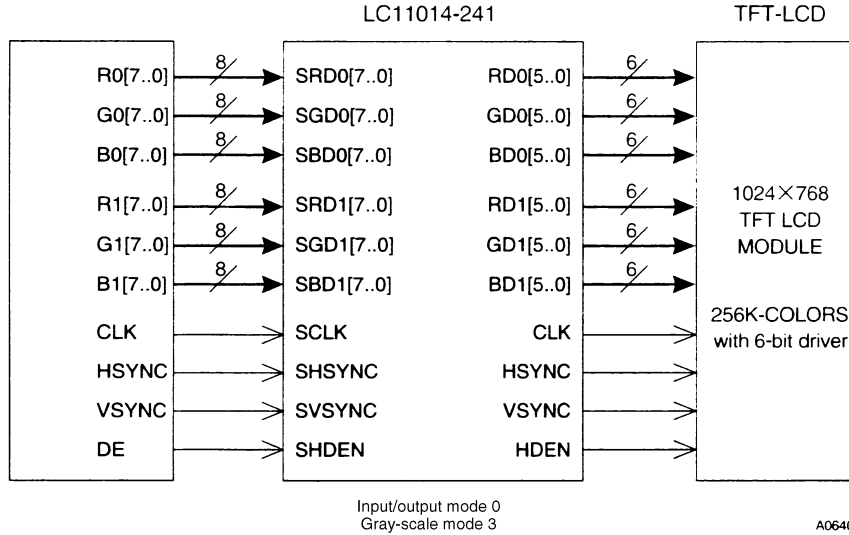 LC11014-241 TFT-LCD
R0[7..0] 8 SRD0[7..0] RD0[5..0] 6
G0[7..0] 8 SGD0[7..0] GD0[5..0] 6
B0[7..0] 8 SBD0[7..0] BD0[5..0] 6
R1[7..0] 8 SRD1[7..0] RD1[5..0] 6
G1[7..0] 8 SGD1[7..0] GD1[5..0] 6
B1[7..0] 8 SBD1[7..0] BD1[5..0] 6
1024×768
TFT LCD
MODULE
256K-COLORS
with 6-bit driver
CLK SCLK CLK
HSYNC SHSYNC HSYNC
VSYNC SVSYNC VSYNC
DE SHDEN HDEN
Input/output mode 0
Gray-scale mode 3
A0640